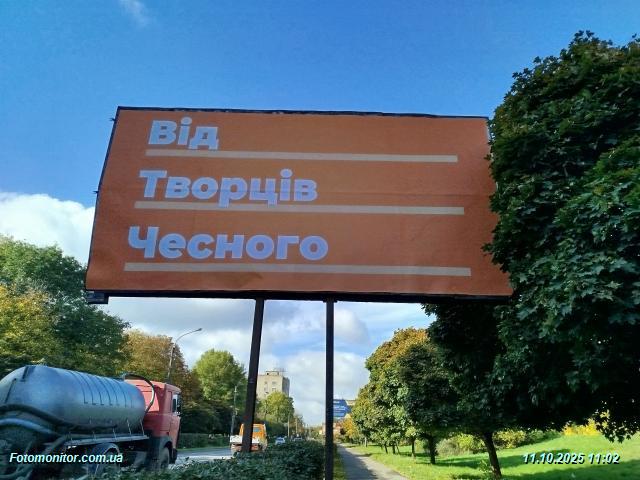 Від
Творців
Чесного
Fotomonitor.com.ua
11.10.2025 11:02